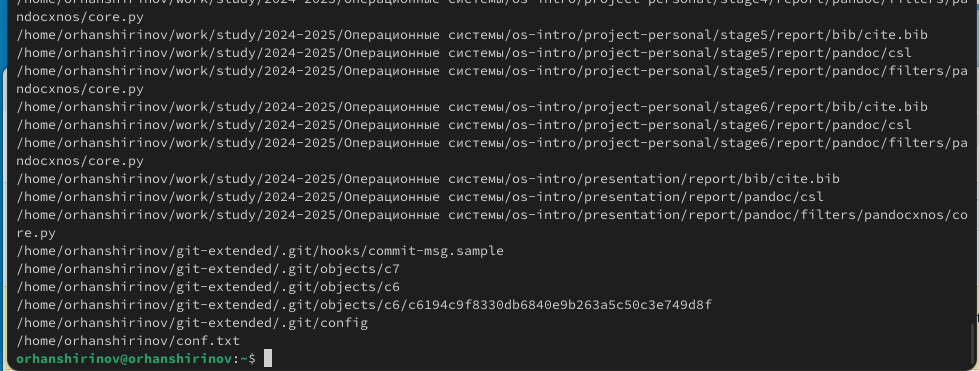 /home/orhanshirinov/work/study/2024-2025/Операционные системы/os-intro/project-personal/stage4/report/pandoc/filters/pa
ndocxnos/core.py
/home/orhanshirinov/work/study/2024-2025/Операционные системы/os-intro/project-personal/stage5/report/bib/cite.bib
/home/orhanshirinov/work/study/2024-2025/Операционные системы/os-intro/project-personal/stage5/report/pandoc/csl
/home/orhanshirinov/work/study/2024-2025/Операционные системы/os-intro/project-personal/stage5/report/pandoc/filters/pa
ndocxnos/core.py
/home/orhanshirinov/work/study/2024-2025/Операционные системы/os-intro/project-personal/stage6/report/bib/cite.bib
/home/orhanshirinov/work/study/2024-2025/Операционные системы/os-intro/project-personal/stage6/report/pandoc/csl
/home/orhanshirinov/work/study/2024-2025/Операционные системы/os-intro/project-personal/stage6/report/pandoc/filters/pa
ndocxnos/core.py
/home/orhanshirinov/work/study/2024-2025/Операционные системы/os-intro/presentation/report/bib/cite.bib
/home/orhanshirinov/work/study/2024-2025/Операционные системы/os-intro/presentation/report/pandoc/csl
/home/orhanshirinov/work/study/2024-2025/Операционные системы/os-intro/presentation/report/pandoc/filters/pandocxnos/co
re.py
/home/orhanshirinov/git-extended/.git/hooks/commit-msg.sample
/home/orhanshirinov/git-extended/.git/objects/c7
/home/orhanshirinov/git-extended/.git/objects/c6
/home/orhanshirinov/git-extended/.git/objects/c6/c6194c9f8330db6840e9b263a5c50c3e749d8f
/home/orhanshirinov/git-extended/.git/config
/home/orhanshirinov/conf.txt
orhanshirinov@orhanshirinov:~$